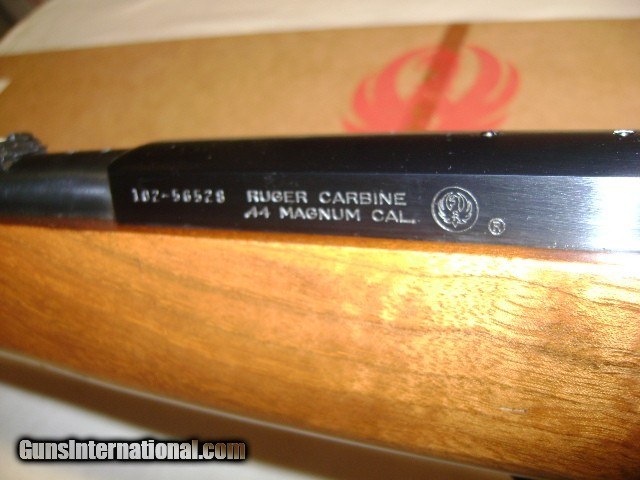 102-56528 RUGER CARBINE
.44 MAGNUM CAL.
®
GunsInternational.com